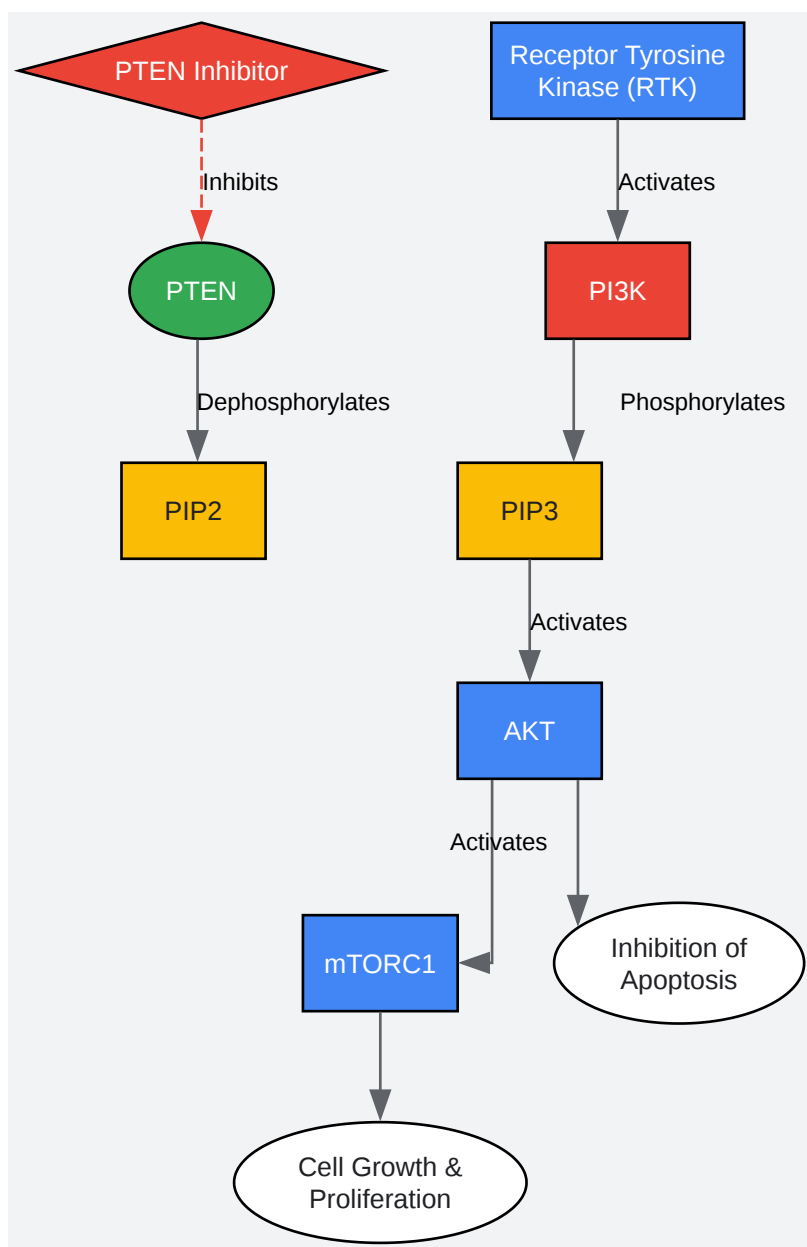 PTEN Inhibitor
Receptor Tyrosine
Kinase (RTK)
Inhibits
Activates
PTEN
PI3K
Dephosphorylates
Phosphorylates
PIP2
PIP3
Activates
AKT
Activates
mTORC1
Inhibition of
Apoptosis
Cell Growth &
Proliferation